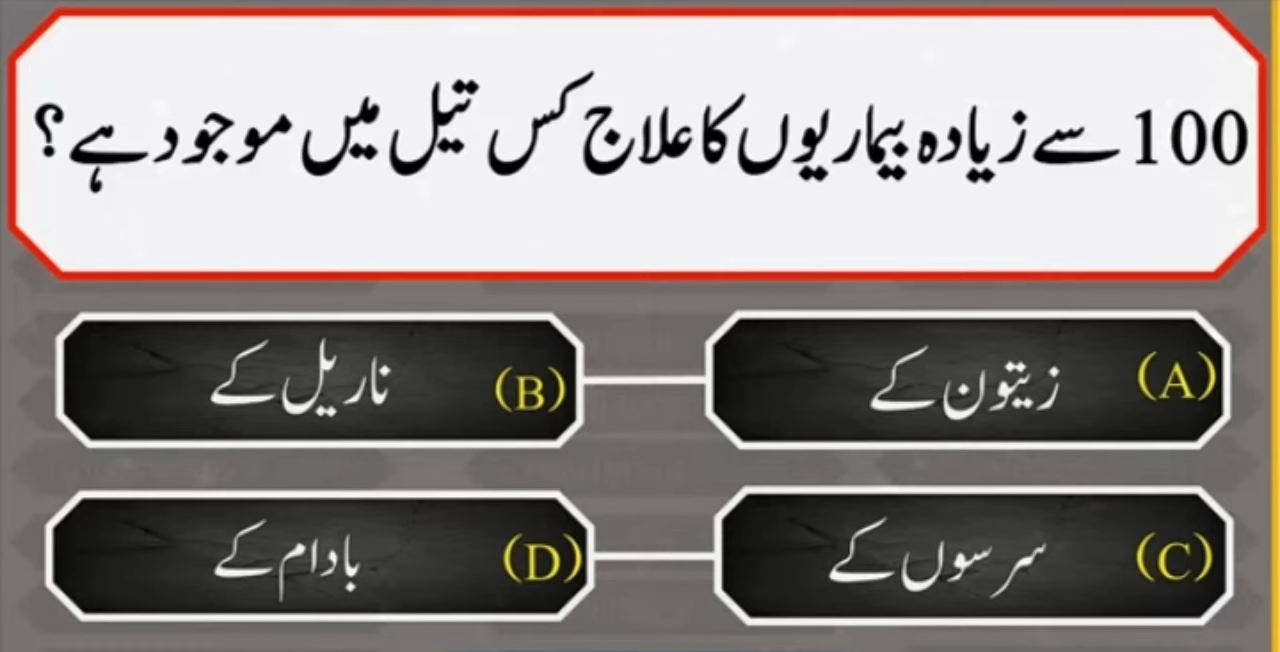 100 سے زیادہ بیماریوں کا علاج کس تیل میں موجود ہے؟
(A) زیتون کے
(B) ناریل کے
(C) سرسوں کے
(D) بادام کے